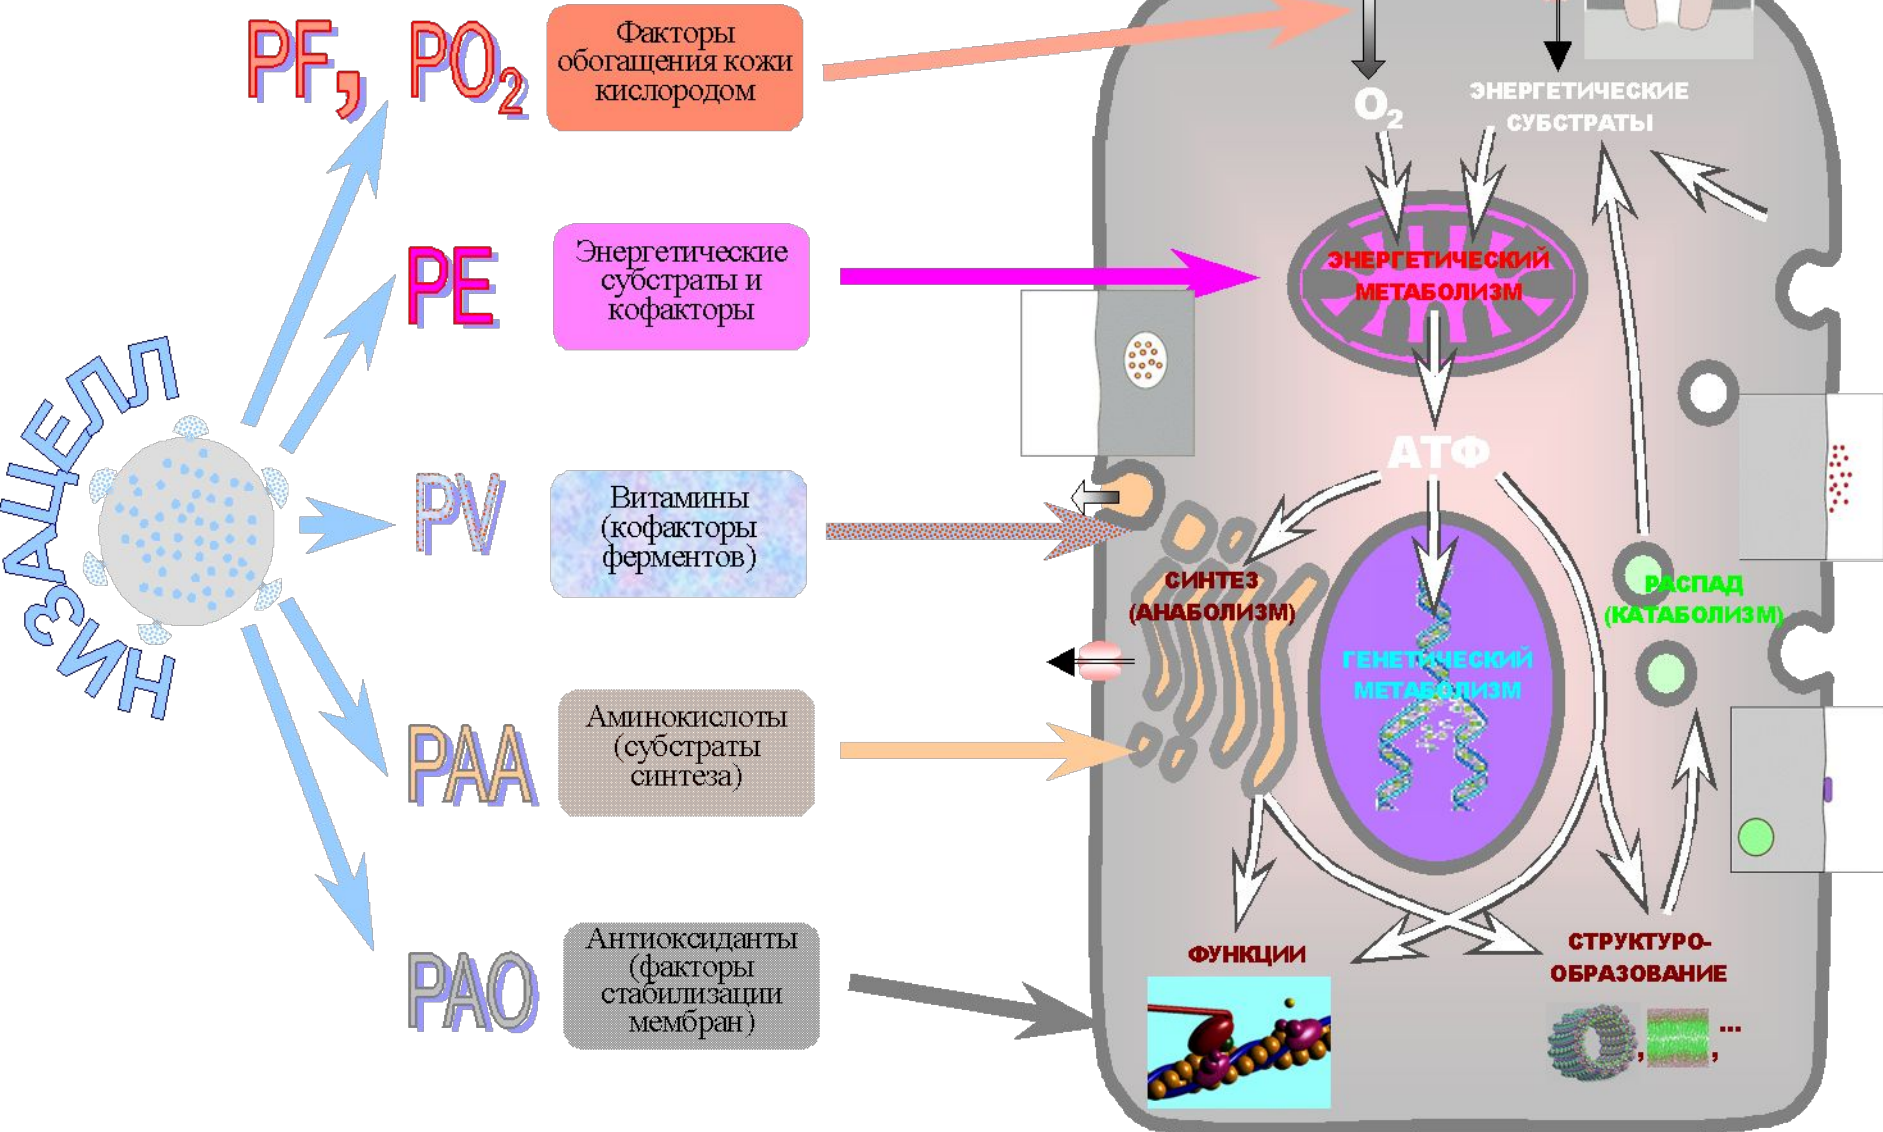 НИЗАЦЕЛЛ
PF, PO₂
Факторы
обогащения кожи
кислородом
PE
Энергетические
субстраты и
кофакторы
PV
Витамины
(кофакторы
ферментов)
PAA
Аминокислоты
(субстраты
синтеза)
PAO
Антиоксиданты
(факторы
стабилизации
мембран)
O₂
ЭНЕРГЕТИЧЕСКИЕ
СУБСТРАТЫ
ЭНЕРГЕТИЧЕСКИЙ
МЕТАБОЛИЗМ
АТФ
СИНТЕЗ
(АНАБОЛИЗМ)
ГЕНЕТИЧЕСКИЙ
МЕТАБОЛИЗМ
РАСПАД
(КАТАБОЛИЗМ)
ФУНКЦИИ
СТРУКТУРО-
ОБРАЗОВАНИЕ
, , ...